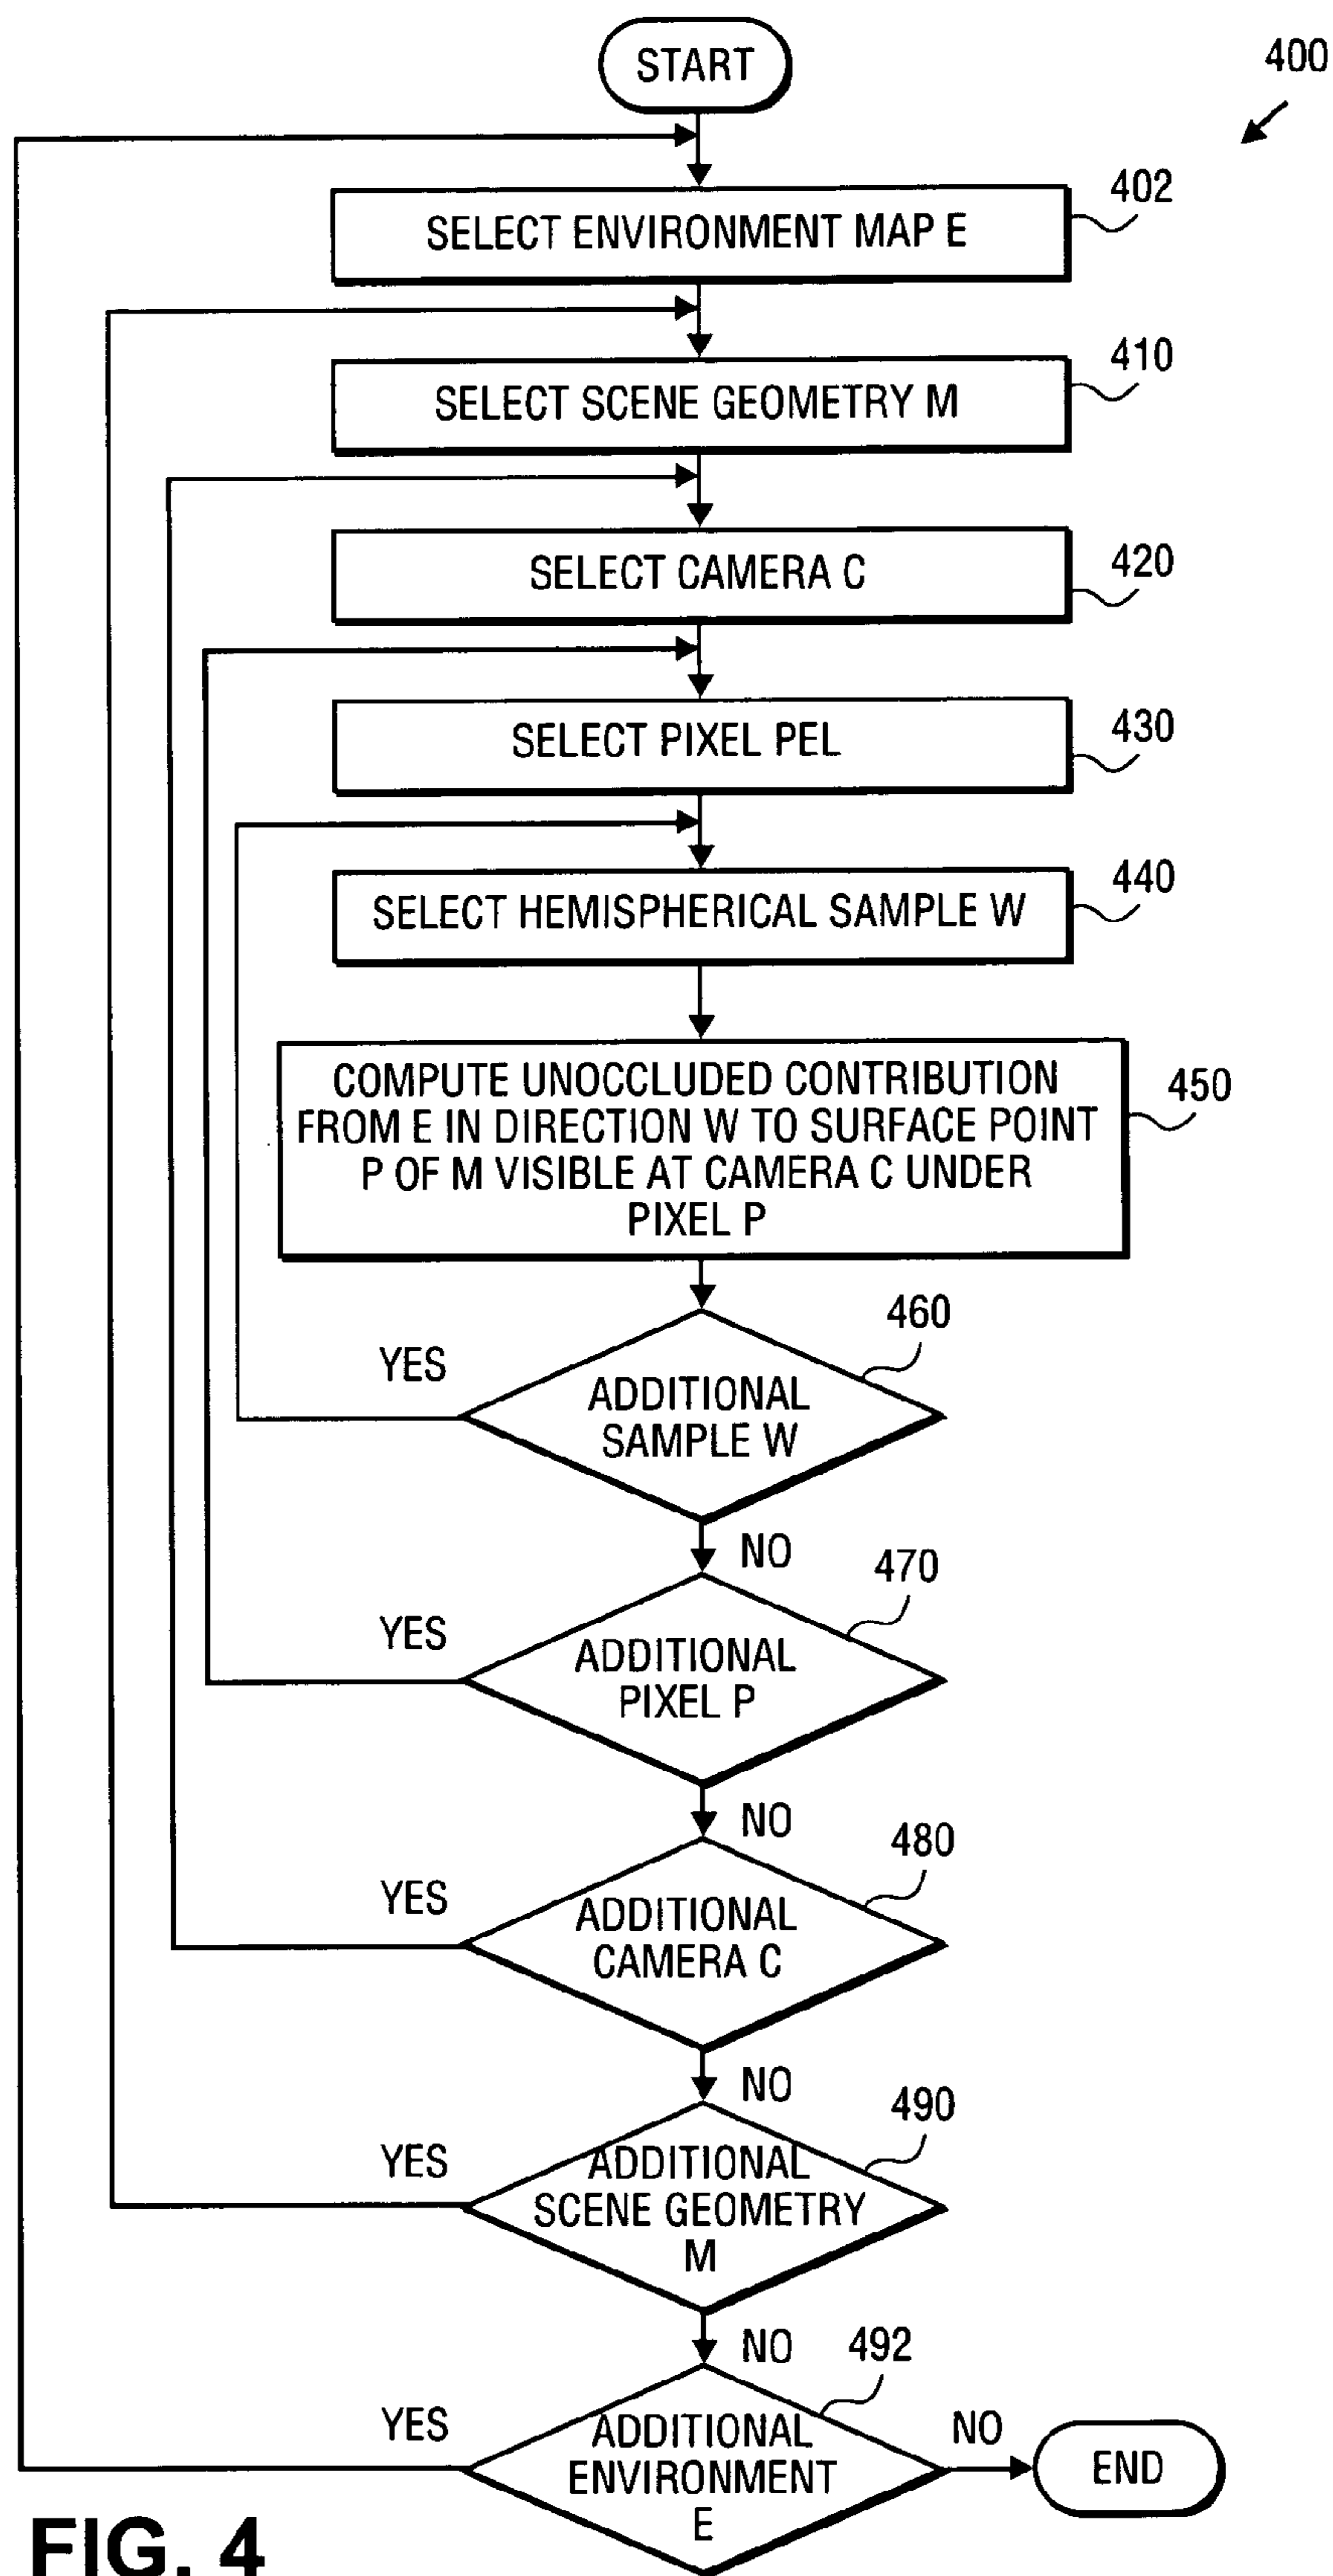 START
400
402
SELECT ENVIRONMENT MAP E
410
SELECT SCENE GEOMETRY M
420
SELECT CAMERA C
430
SELECT PIXEL PEL
440
SELECT HEMISPHERICAL SAMPLE W
450
COMPUTE UNOCCLUDED CONTRIBUTION
FROM E IN DIRECTION W TO SURFACE POINT
P OF M VISIBLE AT CAMERA C UNDER
PIXEL P
460
YES
ADDITIONAL
SAMPLE W
NO
470
YES
ADDITIONAL
PIXEL P
NO
480
YES
ADDITIONAL
CAMERA C
NO
490
YES
ADDITIONAL
SCENE GEOMETRY
M
NO
492
YES
ADDITIONAL
ENVIRONMENT
E
NO
END
FIG. 4